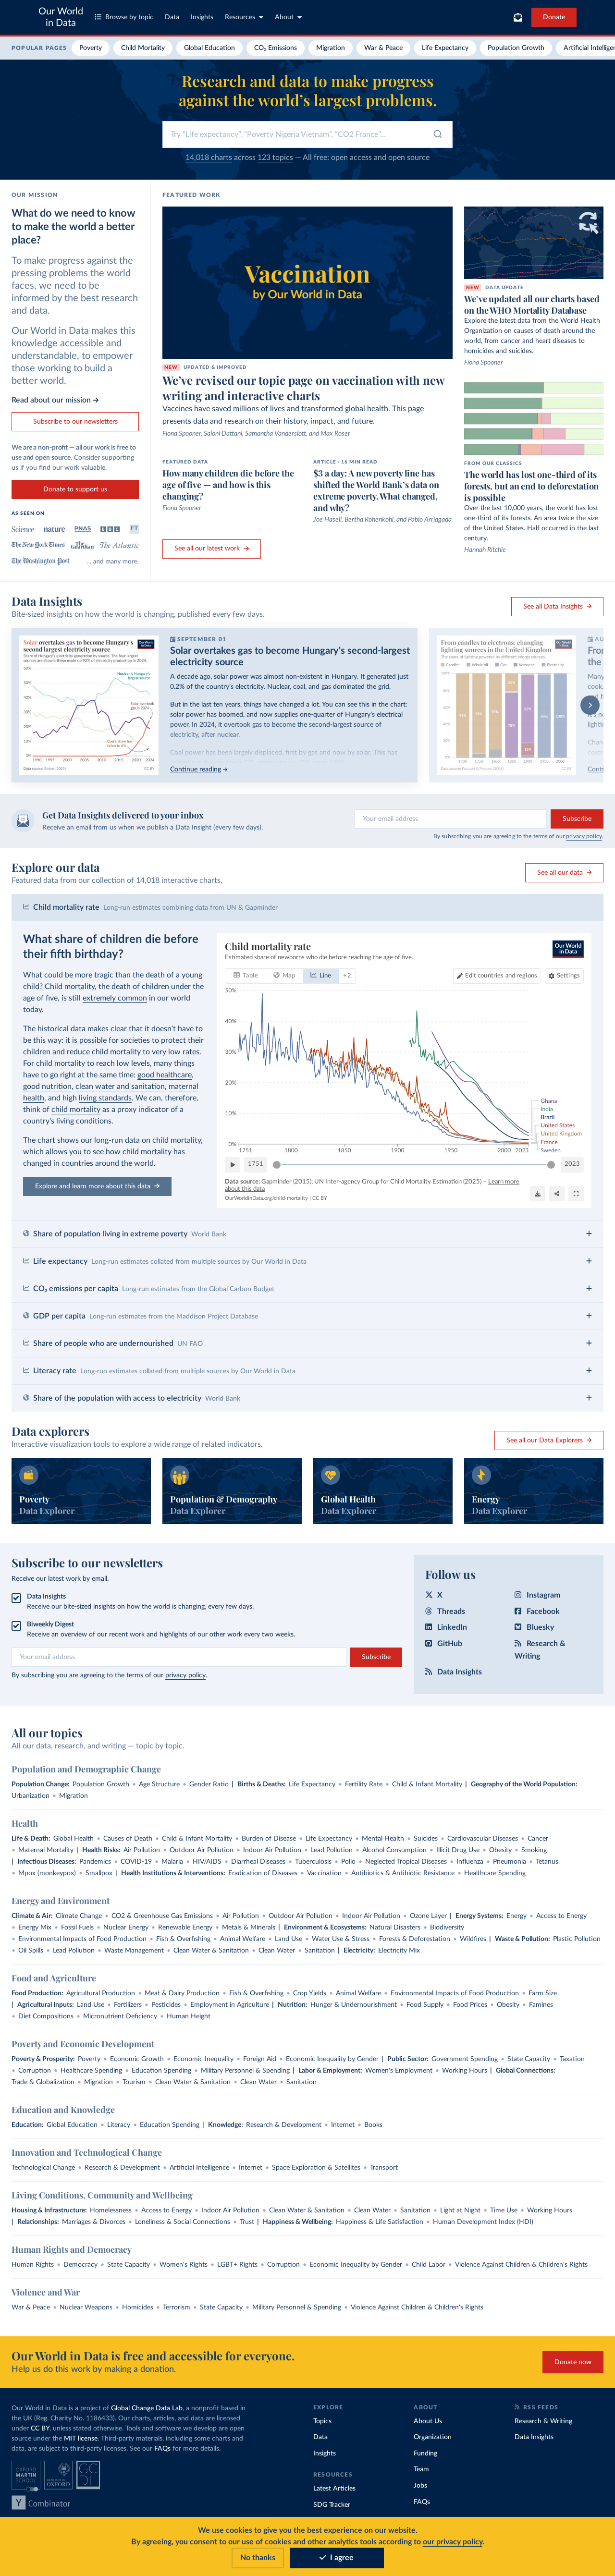 Our World
in Data
Browse by topic
Data
Insights
Resources
About
Donate
POPULAR PAGES
Poverty
Child Mortality
Global Education
CO₂ Emissions
Migration
War & Peace
Life Expectancy
Population Growth
Artificial Intelligen
Research and data to make progress
against the world's largest problems.
Try "Life expectancy", "Poverty Nigeria Vietnam", "CO2 France"...
14,018 charts across 123 topics — All free: open access and open source
OUR MISSION
What do we need to know
to make the world a better
place?
To make progress against the
pressing problems the world
faces, we need to be
informed by the best research
and data.
Our World in Data makes this
knowledge accessible and
understandable, to empower
those working to build a
better world.
Read about our mission →
Subscribe to our newsletters
We are a non-profit — all our work is free to
use and open source. Consider supporting
us if you find our work valuable.
Donate to support us
AS SEEN ON
Science nature PNAS BBC FT
The New York Times The Guardian The Atlantic
The Washington Post ... and many more.
FEATURED WORK
Vaccination
by Our World in Data
NEW UPDATED & IMPROVED
We've revised our topic page on vaccination with new
writing and interactive charts
Vaccines have saved millions of lives and transformed global health. This page
presents data and research on their history, impact, and future.
Fiona Spooner, Saloni Dattani, Samantha Vanderslott, and Max Roser
FEATURED DATA
How many children die before the
age of five — and how is this
changing?
Fiona Spooner
ARTICLE · 16 MIN READ
$3 a day: A new poverty line has
shifted the World Bank's data on
extreme poverty. What changed,
and why?
Joe Hasell, Bertha Rohenkohl, and Pablo Arriagada
See all our latest work →
NEW DATA UPDATE
We've updated all our charts based
on the WHO Mortality Database
Explore the latest data from the World Health
Organization on causes of death around the
world, from cancer and heart diseases to
homicides and suicides.
Fiona Spooner
FROM OUR CLASSICS
The world has lost one-third of its
forests, but an end to deforestation
is possible
Over the last 10,000 years, the world has lost
one-third of its forests. An area twice the size
of the United States. Half occurred in the last
century.
Hannah Ritchie
Data Insights
Bite-sized insights on how the world is changing, published every few days.
See all Data Insights →
Solar overtakes gas to become Hungary's
second largest electricity source
SEPTEMBER 01
Solar overtakes gas to become Hungary's second-largest
electricity source
A decade ago, solar power was almost non-existent in Hungary. It generated just
0.2% of the country's electricity. Nuclear, coal, and gas dominated the grid.
But in the last ten years, things have changed a lot. You can see this in the chart:
solar power has boomed, and now supplies one-quarter of Hungary's electrical
power. In 2024, it overtook gas to become the second-largest source of
electricity, after nuclear.
Coal power has been largely displaced, first by gas and now by solar. This has
Continue reading →
From candles to electrons: changing
lighting sources in the United Kingdom
Get Data Insights delivered to your inbox
Receive an email from us when we publish a Data Insight (every few days).
Your email address
Subscribe
By subscribing you are agreeing to the terms of our privacy policy.
Explore our data
Featured data from our collection of 14,018 interactive charts.
See all our data →
Child mortality rate Long-run estimates combining data from UN & Gapminder
What share of children die before
their fifth birthday?
What could be more tragic than the death of a young
child? Child mortality, the death of children under the
age of five, is still extremely common in our world
today.
The historical data makes clear that it doesn't have to
be this way: it is possible for societies to protect their
children and reduce child mortality to very low rates.
For child mortality to reach low levels, many things
have to go right at the same time: good healthcare,
good nutrition, clean water and sanitation, maternal
health, and high living standards. We can, therefore,
think of child mortality as a proxy indicator of a
country's living conditions.
The chart shows our long-run data on child mortality,
which allows you to see how child mortality has
changed in countries around the world.
Explore and learn more about this data →
Child mortality rate
Estimated share of newborns who die before reaching the age of five.
Our World
in Data
Table
Map
Line
+2
Edit countries and regions
Settings
50%
40%
30%
20%
10%
0%
1751 1800 1850 1900 1950 2000 2023
Ghana
India
Brazil
United States
United Kingdom
France
Sweden
1751
2023
Data source: Gapminder (2015); UN Inter-agency Group for Child Mortality Estimation (2025) – Learn more
about this data
OurWorldinData.org/child-mortality | CC BY
Share of population living in extreme poverty World Bank
Life expectancy Long-run estimates collated from multiple sources by Our World in Data
CO₂ emissions per capita Long-run estimates from the Global Carbon Budget
GDP per capita Long-run estimates from the Maddison Project Database
Share of people who are undernourished UN FAO
Literacy rate Long-run estimates collated from multiple sources by Our World in Data
Share of the population with access to electricity World Bank
Data explorers
Interactive visualization tools to explore a wide range of related indicators.
See all our Data Explorers →
Poverty
Data Explorer
Population & Demography
Data Explorer
Global Health
Data Explorer
Energy
Data Explorer
Subscribe to our newsletters
Receive our latest work by email.
Data Insights
Receive our bite-sized insights on how the world is changing, every few days.
Biweekly Digest
Receive an overview of our recent work and highlights of our other work every two weeks.
Your email address
Subscribe
By subscribing you are agreeing to the terms of our privacy policy.
Follow us
X
Instagram
Threads
Facebook
LinkedIn
Bluesky
GitHub
Research &
Writing
Data Insights
All our topics
All our data, research, and writing — topic by topic.
Population and Demographic Change
Population Change: Population Growth • Age Structure • Gender Ratio | Births & Deaths: Life Expectancy • Fertility Rate • Child & Infant Mortality | Geography of the World Population:
Urbanization • Migration
Health
Life & Death: Global Health • Causes of Death • Child & Infant Mortality • Burden of Disease • Life Expectancy • Mental Health • Suicides • Cardiovascular Diseases • Cancer
• Maternal Mortality | Health Risks: Air Pollution • Outdoor Air Pollution • Indoor Air Pollution • Lead Pollution • Alcohol Consumption • Illicit Drug Use • Obesity • Smoking
| Infectious Diseases: Pandemics • COVID-19 • Malaria • HIV/AIDS • Diarrheal Diseases • Tuberculosis • Polio • Neglected Tropical Diseases • Influenza • Pneumonia • Tetanus
• Mpox (monkeypox) • Smallpox | Health Institutions & Interventions: Eradication of Diseases • Vaccination • Antibiotics & Antibiotic Resistance • Healthcare Spending
Energy and Environment
Climate & Air: Climate Change • CO2 & Greenhouse Gas Emissions • Air Pollution • Outdoor Air Pollution • Indoor Air Pollution • Ozone Layer | Energy Systems: Energy • Access to Energy
• Energy Mix • Fossil Fuels • Nuclear Energy • Renewable Energy • Metals & Minerals | Environment & Ecosystems: Natural Disasters • Biodiversity
• Environmental Impacts of Food Production • Fish & Overfishing • Animal Welfare • Land Use • Water Use & Stress • Forests & Deforestation • Wildfires | Waste & Pollution: Plastic Pollution
• Oil Spills • Lead Pollution • Waste Management • Clean Water & Sanitation • Clean Water • Sanitation | Electricity: Electricity Mix
Food and Agriculture
Food Production: Agricultural Production • Meat & Dairy Production • Fish & Overfishing • Crop Yields • Animal Welfare • Environmental Impacts of Food Production • Farm Size
| Agricultural Inputs: Land Use • Fertilizers • Pesticides • Employment in Agriculture | Nutrition: Hunger & Undernourishment • Food Supply • Food Prices • Obesity • Famines
• Diet Compositions • Micronutrient Deficiency • Human Height
Poverty and Economic Development
Poverty & Prosperity: Poverty • Economic Growth • Economic Inequality • Foreign Aid • Economic Inequality by Gender | Public Sector: Government Spending • State Capacity • Taxation
• Corruption • Healthcare Spending • Education Spending • Military Personnel & Spending | Labor & Employment: Women's Employment • Working Hours | Global Connections:
Trade & Globalization • Migration • Tourism • Clean Water & Sanitation • Clean Water • Sanitation
Education and Knowledge
Education: Global Education • Literacy • Education Spending | Knowledge: Research & Development • Internet • Books
Innovation and Technological Change
Technological Change • Research & Development • Artificial Intelligence • Internet • Space Exploration & Satellites • Transport
Living Conditions, Community and Wellbeing
Housing & Infrastructure: Homelessness • Access to Energy • Indoor Air Pollution • Clean Water & Sanitation • Clean Water • Sanitation • Light at Night • Time Use • Working Hours
| Relationships: Marriages & Divorces • Loneliness & Social Connections • Trust | Happiness & Wellbeing: Happiness & Life Satisfaction • Human Development Index (HDI)
Human Rights and Democracy
Human Rights • Democracy • State Capacity • Women's Rights • LGBT+ Rights • Corruption • Economic Inequality by Gender • Child Labor • Violence Against Children & Children's Rights
Violence and War
War & Peace • Nuclear Weapons • Homicides • Terrorism • State Capacity • Military Personnel & Spending • Violence Against Children & Children's Rights
Our World in Data is free and accessible for everyone.
Help us do this work by making a donation.
Donate now
Our World in Data is a project of Global Change Data Lab, a nonprofit based in
the UK (Reg. Charity No. 1186433). Our charts, articles, and data are licensed
under CC BY, unless stated otherwise. Tools and software we develop are open
source under the MIT license. Third-party materials, including some charts and
data, are subject to third-party licenses. See our FAQs for more details.
OXFORD
MARTIN
SCHOOL
UNIVERSITY OF
OXFORD
GCDL
Y Combinator
EXPLORE
Topics
Data
Insights
RESOURCES
Latest Articles
SDG Tracker
ABOUT
About Us
Organization
Funding
Team
Jobs
FAQs
RSS FEEDS
Research & Writing
Data Insights
We use cookies to give you the best experience on our website.
By agreeing, you consent to our use of cookies and other analytics tools according to our privacy policy.
No thanks
I agree